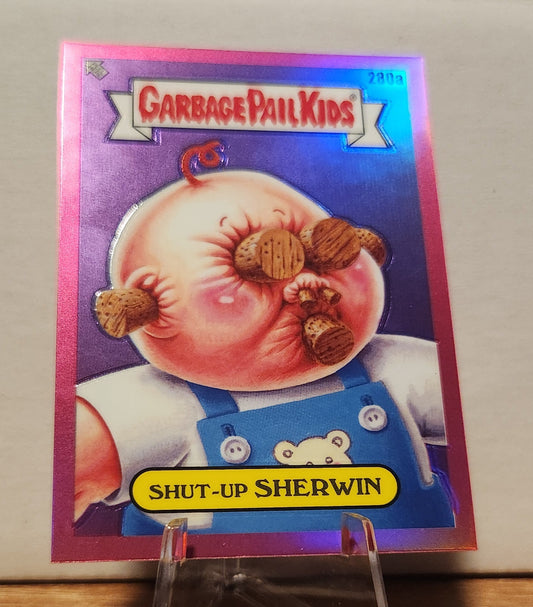 280a
GARBAGE PAIL KIDS®
SHUT-UP SHERWIN